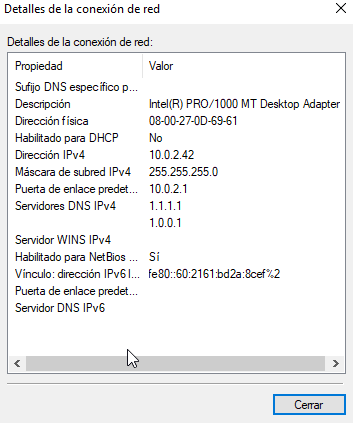 Detalles de la conexión de red
Detalles de la conexión de red:
Propiedad Valor
Sufijo DNS específico p...
Descripción Intel(R) PRO/1000 MT Desktop Adapter
Dirección física 08-00-27-0D-69-61
Habilitado para DHCP No
Dirección IPv4 10.0.2.42
Máscara de subred IPv4 255.255.255.0
Puerta de enlace predet... 10.0.2.1
Servidores DNS IPv4 1.1.1.1
1.0.0.1
Servidor WINS IPv4
Habilitado para NetBios ... Sí
Vínculo: dirección IPv6 l... fe80::60:2161:bd2a:8cef%2
Puerta de enlace predet...
Servidor DNS IPv6
Cerrar